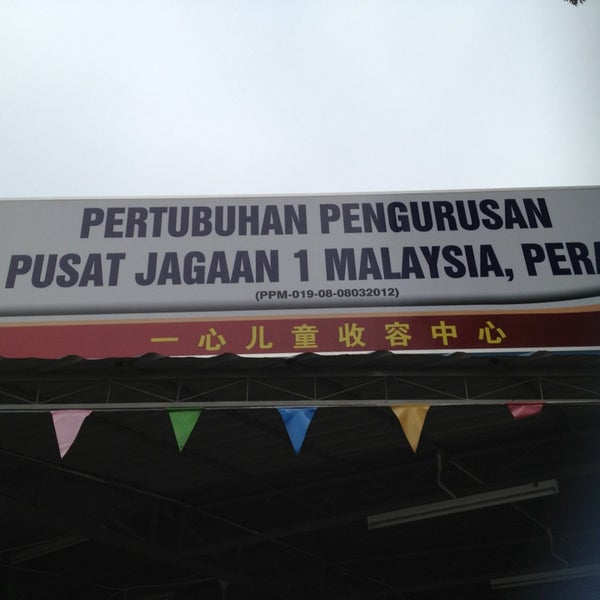 PERTUBUHAN PENGURUSAN
PUSAT JAGAAN 1 MALAYSIA,
(PPM-019-08-08032012)
一心儿童收容中心